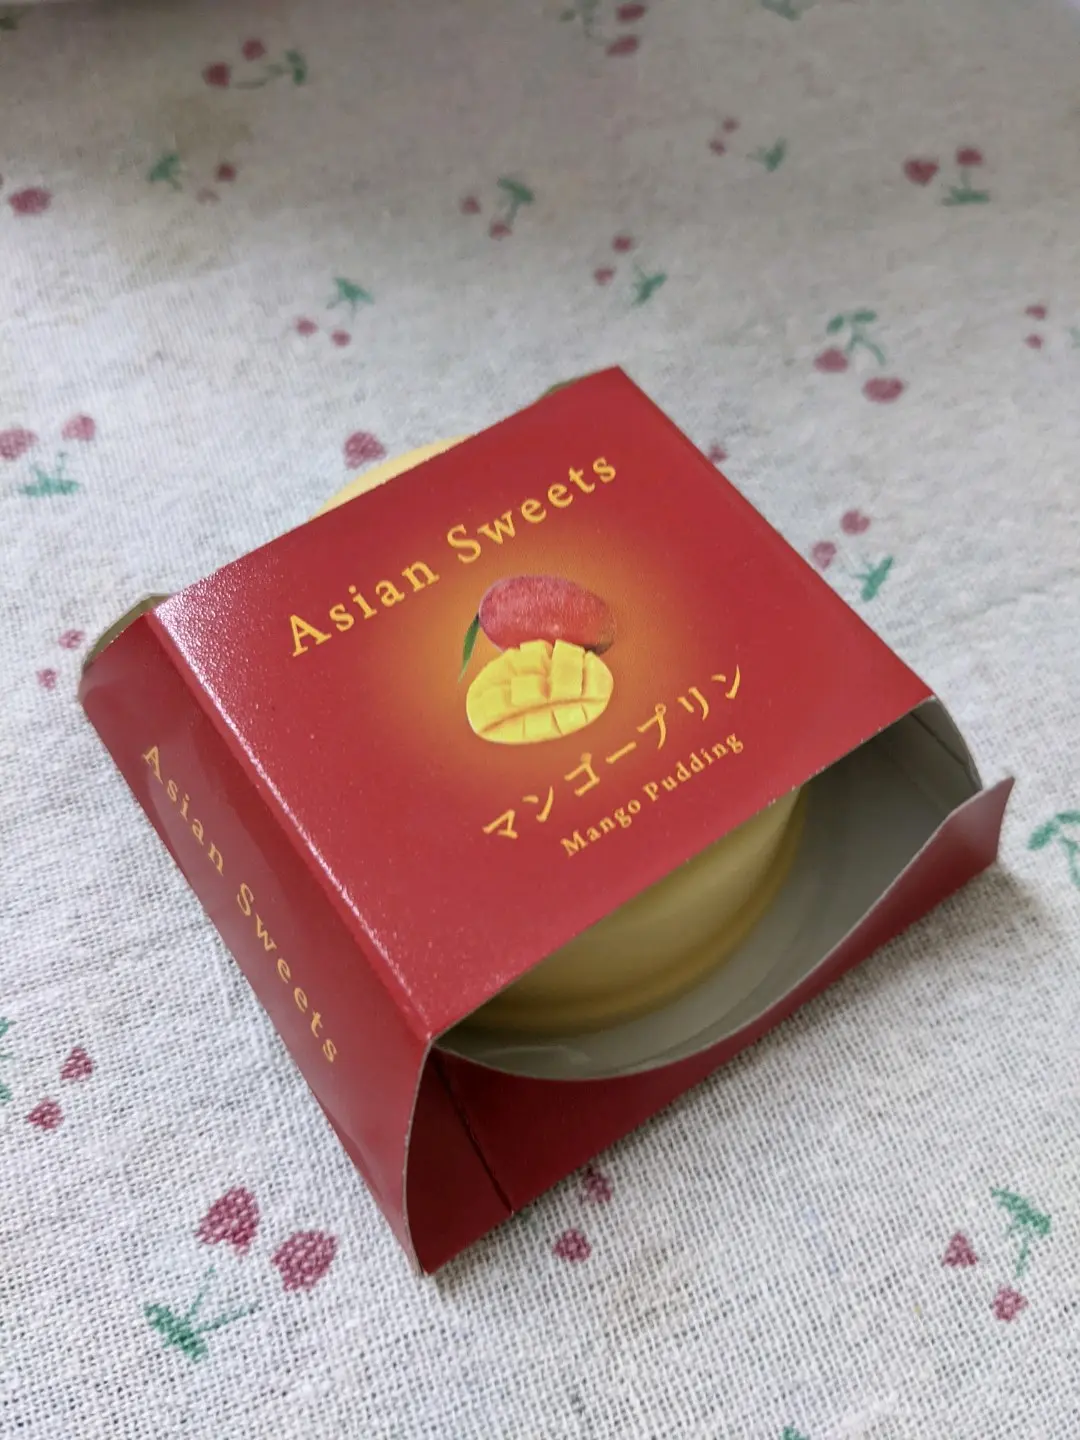 Asian Sweets
マンゴープリン
Mango Pudding
Asian Sweets